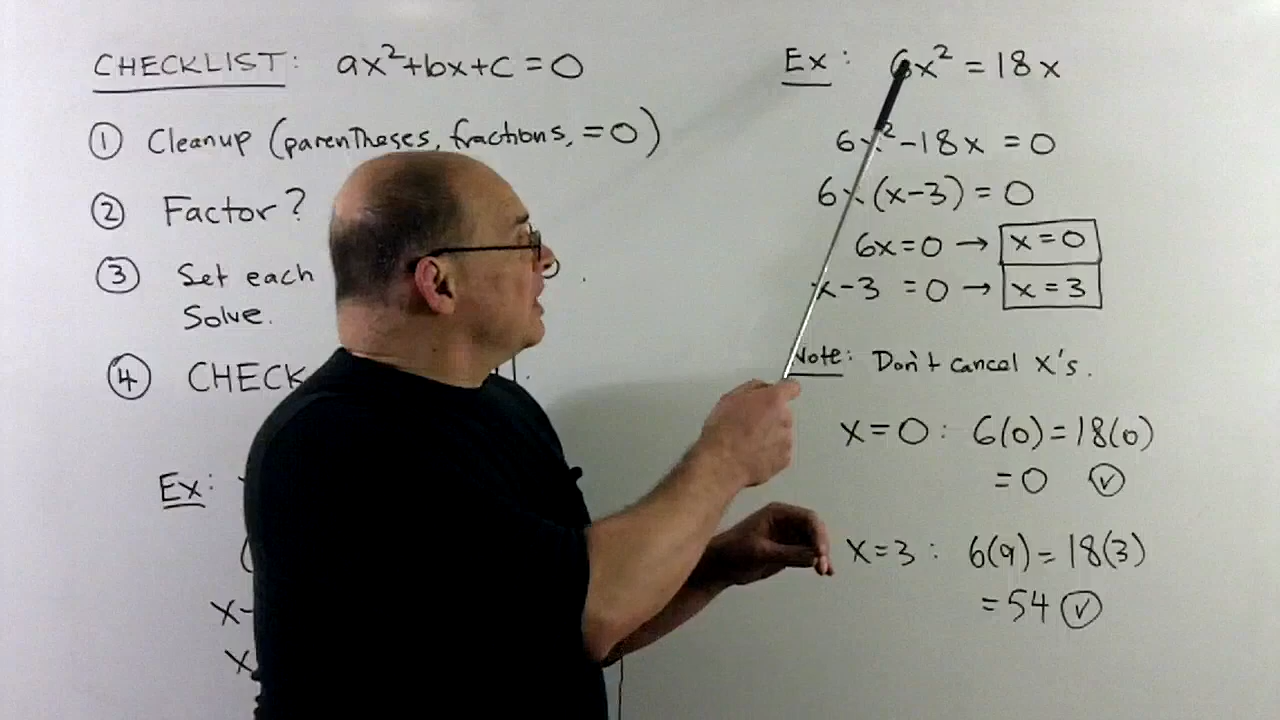 CHECKLIST: ax²+bx+c=0
① Cleanup (parentheses, fractions, =0)
② Factor?
③ Set each
Solve.
④ CHECK
Ex:
(
x-
x
Ex: 6x² = 18x
6x²-18x = 0
6x(x-3) = 0
6x=0 → x=0
x-3 =0 → x=3
Note: Don't cancel x's.
x=0: 6(0)=18(0)
=0 ✓
x=3: 6(9)=18(3)
=54 ✓